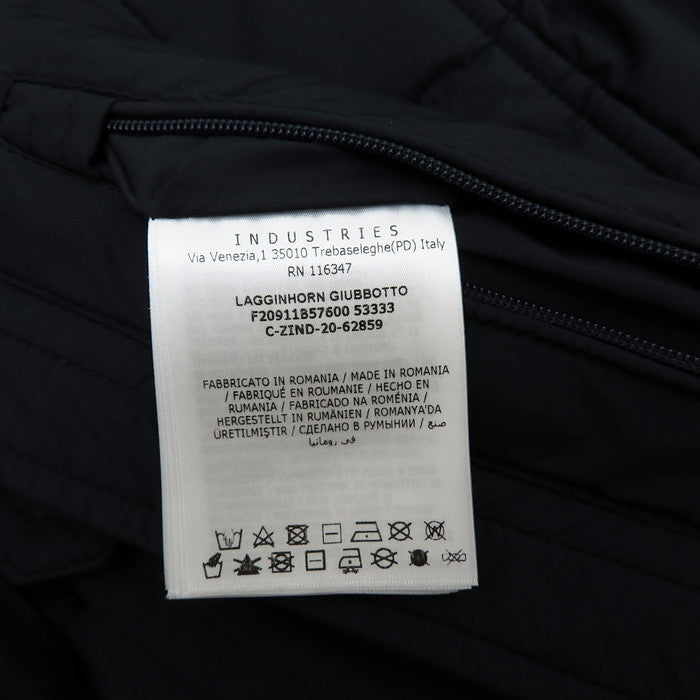 INDUSTRIES
Via Venezia,1 35010 Trebaseleghe(PD) Italy
RN 116347
LAGGINHORN GIUBBOTTO
F20911B57600 53333
C-ZIND-20-62859
FABBRICATO IN ROMANIA / MADE IN ROMANIA
/ FABRIQUÉ EN ROUMANIE / HECHO EN
RUMANIA / FABRICADO NA ROMÉNIA /
HERGESTELLT IN RUMÄNIEN / ROMANYA'DA
ÜRETILMIŞTIR / СДЕЛАНО В РУМЫНИИ / صنع
في رومانيا